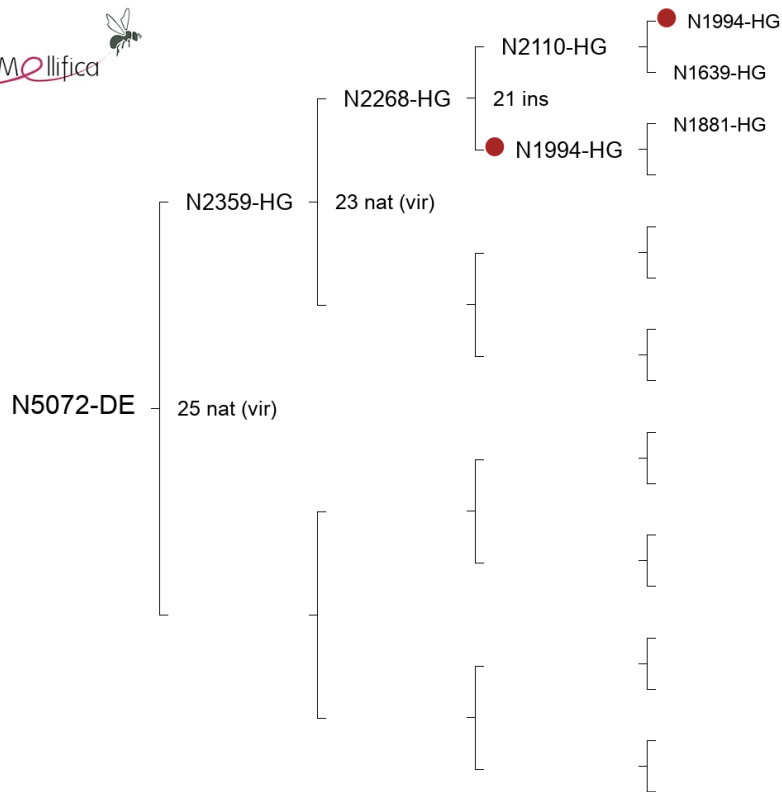 Mellifica
N1994-HG
N2110-HG
N1639-HG
N2268-HG
21 ins
N1881-HG
N1994-HG
N2359-HG
23 nat (vir)
N5072-DE
25 nat (vir)